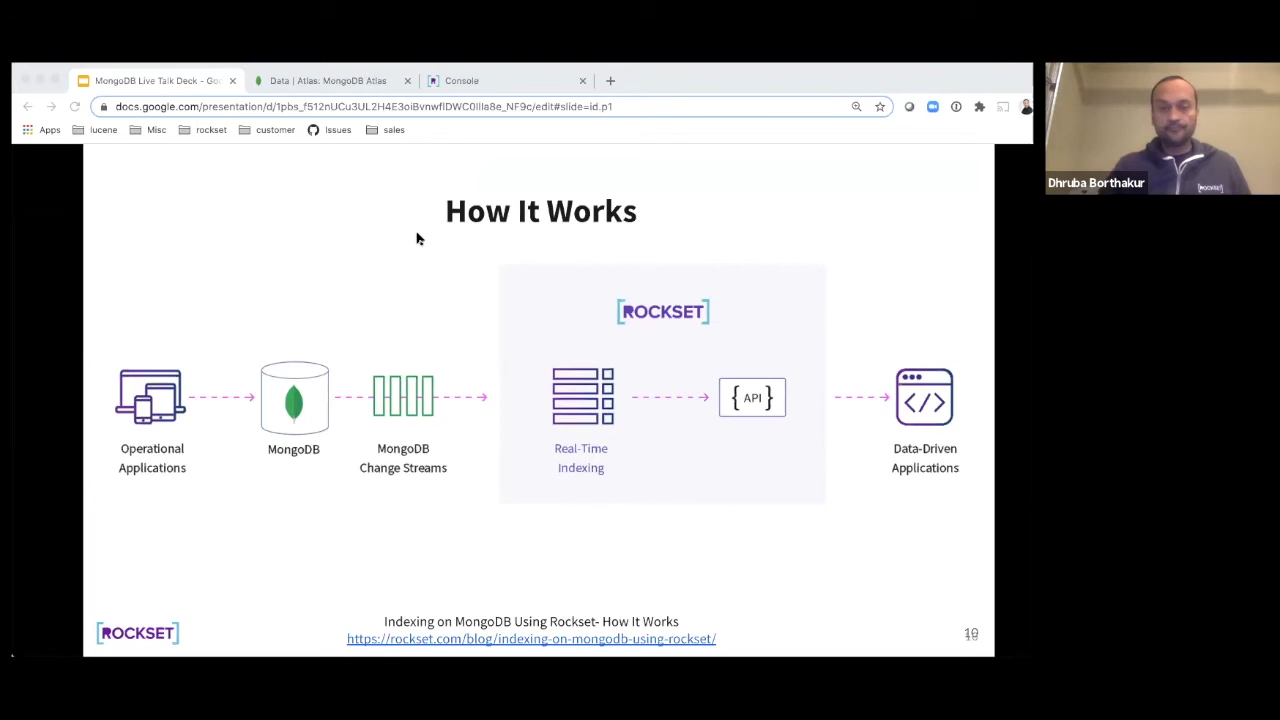 MongoDB Live Talk Deck - Goo
Data | Atlas: MongoDB Atlas
Console
docs.google.com/presentation/d/1pbs_f512nUCu3UL2H4E3oiBvnwflDWC0IlIa8e_NF9c/edit#slide=id.p1
Apps
lucene
Misc
rockset
customer
Issues
sales
Dhruba Borthakur
ROCKSET
How It Works
[ROCKSET]
{API}
</>
Operational
Applications
MongoDB
MongoDB
Change Streams
Real-Time
Indexing
Data-Driven
Applications
Indexing on MongoDB Using Rockset- How It Works
https://rockset.com/blog/indexing-on-mongodb-using-rockset/
[ROCKSET]
10